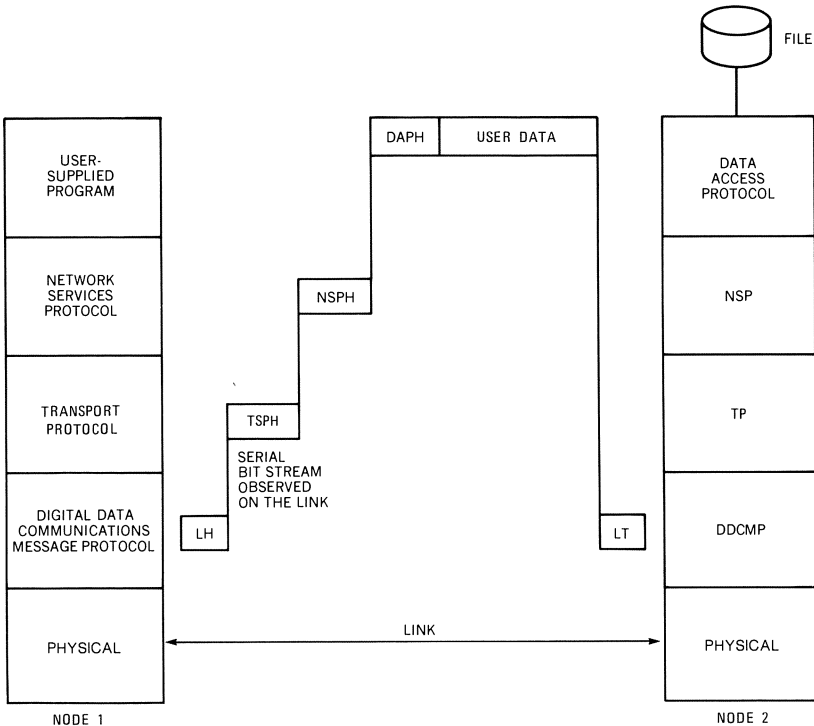 FILE
DAPH
USER DATA
USER-
SUPPLIED
PROGRAM
DATA
ACCESS
PROTOCOL
NETWORK
SERVICES
PROTOCOL
NSPH
NSP
TRANSPORT
PROTOCOL
TSPH
TP
SERIAL
BIT STREAM
OBSERVED
ON THE LINK
DIGITAL DATA
COMMUNICATIONS
MESSAGE PROTOCOL
LH
LT
DDCMP
PHYSICAL
LINK
PHYSICAL
NODE 1
NODE 2